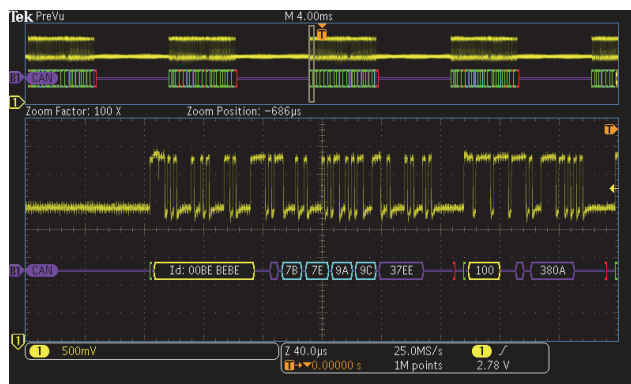 Tek PreVu M 4.00ms
T
B1 CAN
1
Zoom Factor: 100 X Zoom Position: −686µs
T
B1 CAN Id: 00BE BEBE 7B 7E 9A 9C 37EE 100 380A
1
1 500mV Z 40.0µs 25.0MS/s 1
T→▼0.00000 s 1M points 2.78 V